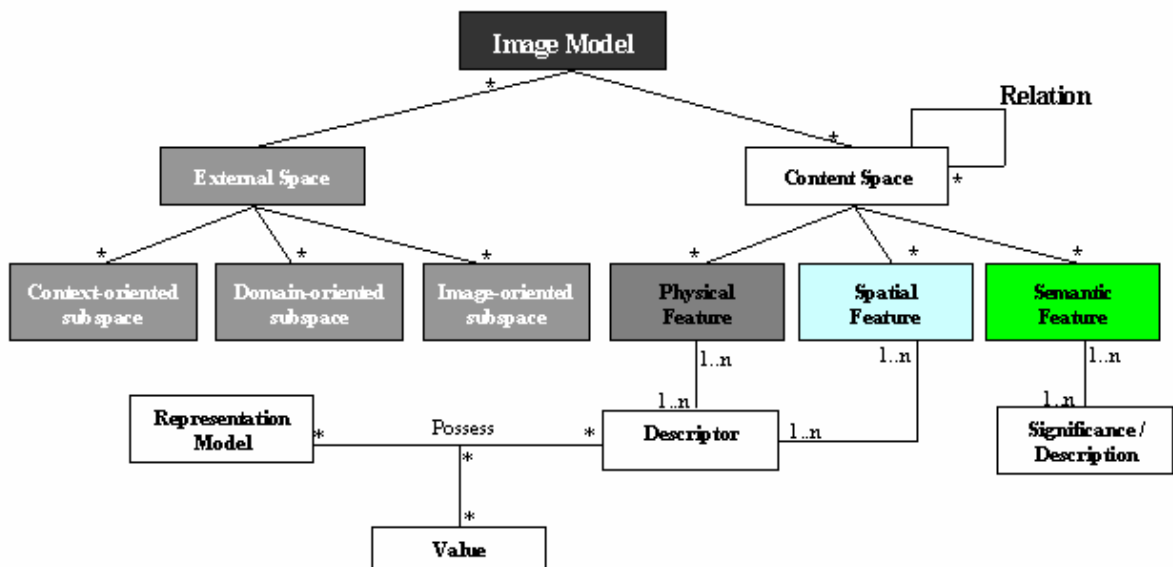 Image Model
*
*
Relation
External Space
Content Space
*
*
*
*
*
*
*
Context-oriented
subspace
Domain-oriented
subspace
Image-oriented
subspace
Physical
Feature
Spatial
Feature
Semantic
Feature
1..n
1..n
1..n
1..n
1..n
1..n
Representation
Model
*
Possess
*
Descriptor
Significance /
Description
*
*
Value